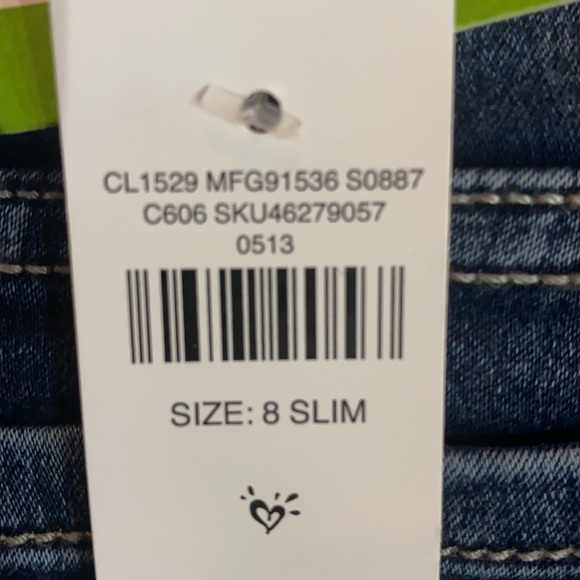 CL1529 MFG91536 S0887
C606 SKU46279057
0513
SIZE: 8 SLIM